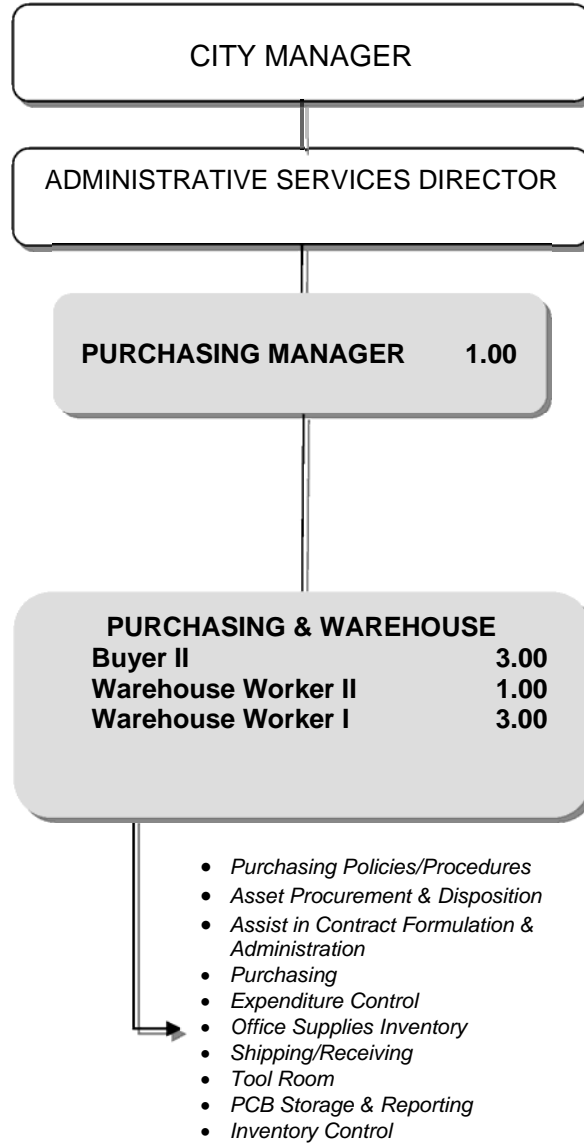 CITY MANAGER
ADMINISTRATIVE SERVICES DIRECTOR
PURCHASING MANAGER 1.00
PURCHASING & WAREHOUSE
Buyer II 3.00
Warehouse Worker II 1.00
Warehouse Worker I 3.00
• Purchasing Policies/Procedures
• Asset Procurement & Disposition
• Assist in Contract Formulation &
Administration
• Purchasing
• Expenditure Control
• Office Supplies Inventory
• Shipping/Receiving
• Tool Room
• PCB Storage & Reporting
• Inventory Control